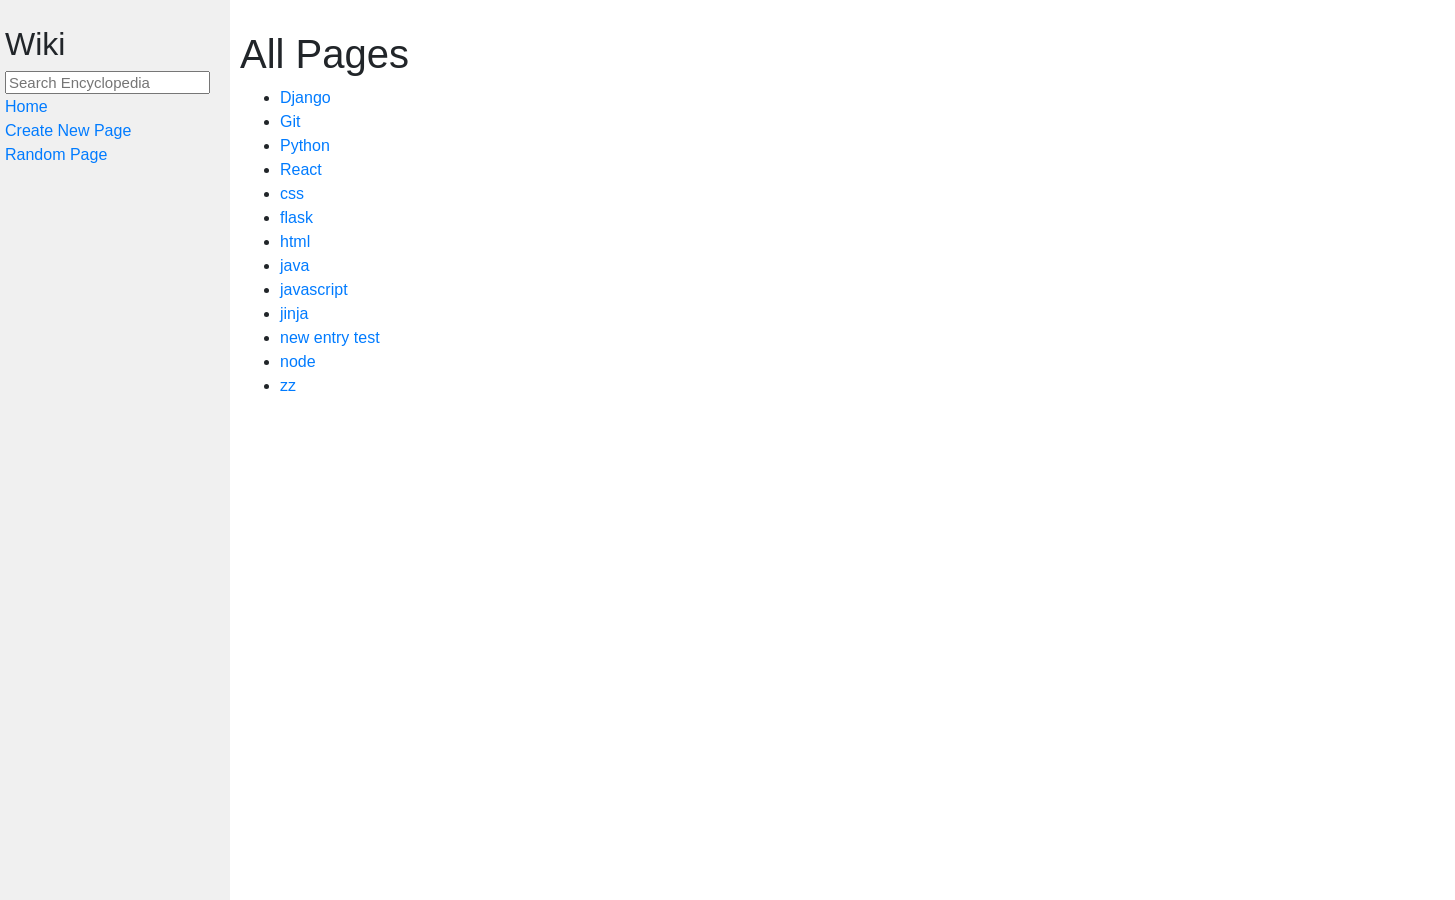 Wiki
Search Encyclopedia
Home
Create New Page
Random Page
All Pages
Django
Git
Python
React
css
flask
html
java
javascript
jinja
new entry test
node
zz